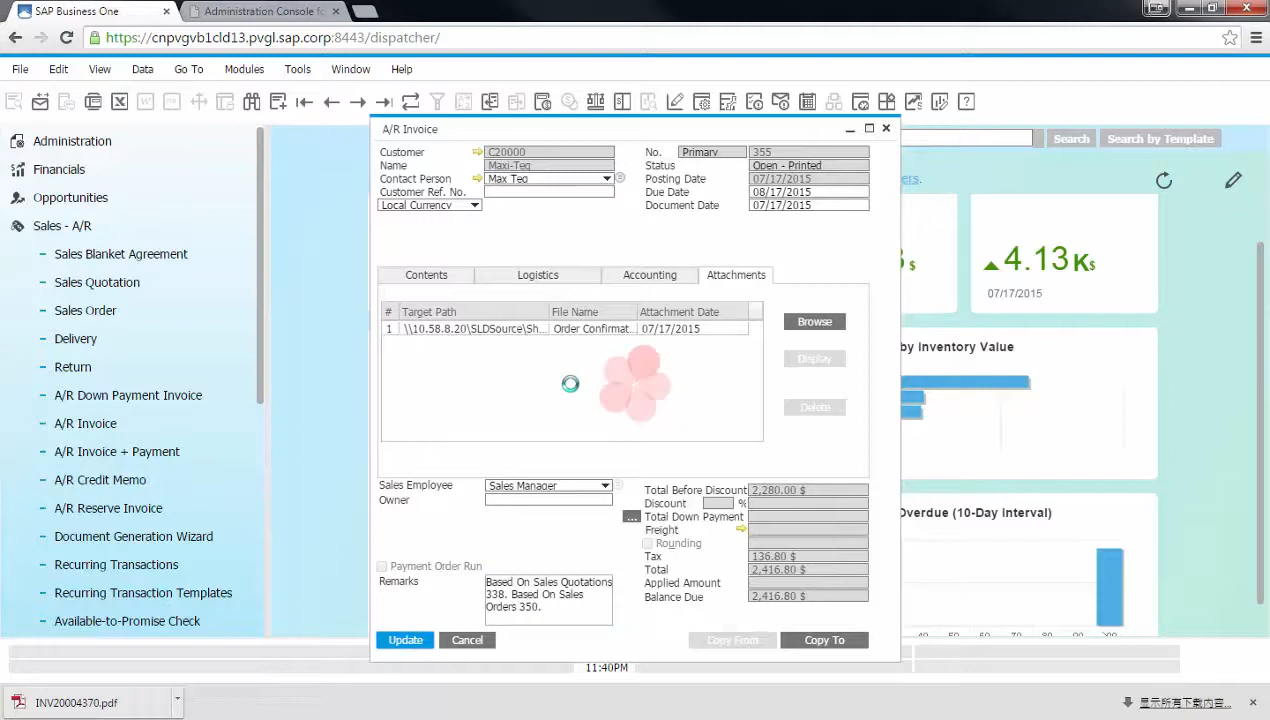 SAP Business One
Administration Console fo
https://cnpvgvb1cld13.pvgl.sap.corp:8443/dispatcher/
File Edit View Data Go To Modules Tools Window Help
Administration
Financials
Opportunities
Sales - A/R
Sales Blanket Agreement
Sales Quotation
Sales Order
Delivery
Return
A/R Down Payment Invoice
A/R Invoice
A/R Invoice + Payment
A/R Credit Memo
A/R Reserve Invoice
Document Generation Wizard
Recurring Transactions
Recurring Transaction Templates
Available-to-Promise Check
A/R Invoice
Customer C20000
Name Maxi-Teq
Contact Person Max Teq
Customer Ref. No.
Local Currency
No. Primary 355
Status Open - Printed
Posting Date 07/17/2015
Due Date 08/17/2015
Document Date 07/17/2015
Contents Logistics Accounting Attachments
# Target Path File Name Attachment Date
1 \\10.58.8.20\SLDSource\Sh... Order Confirmat... 07/17/2015
Browse
Display
Delete
Sales Employee Sales Manager
Owner
...
Payment Order Run
Remarks
Based On Sales Quotations
338. Based On Sales
Orders 350.
Total Before Discount 2,280.00 $
Discount %
Total Down Payment
Freight
Rounding
Tax 136.80 $
Total 2,416.80 $
Applied Amount
Balance Due 2,416.80 $
Update Cancel Copy From Copy To
Search Search by Template
ers.
$
4.13 K$
07/17/2015
by Inventory Value
Overdue (10-Day interval)
40 50 60 70 80 90
11:40PM
INV20004370.pdf
显示所有下载内容...